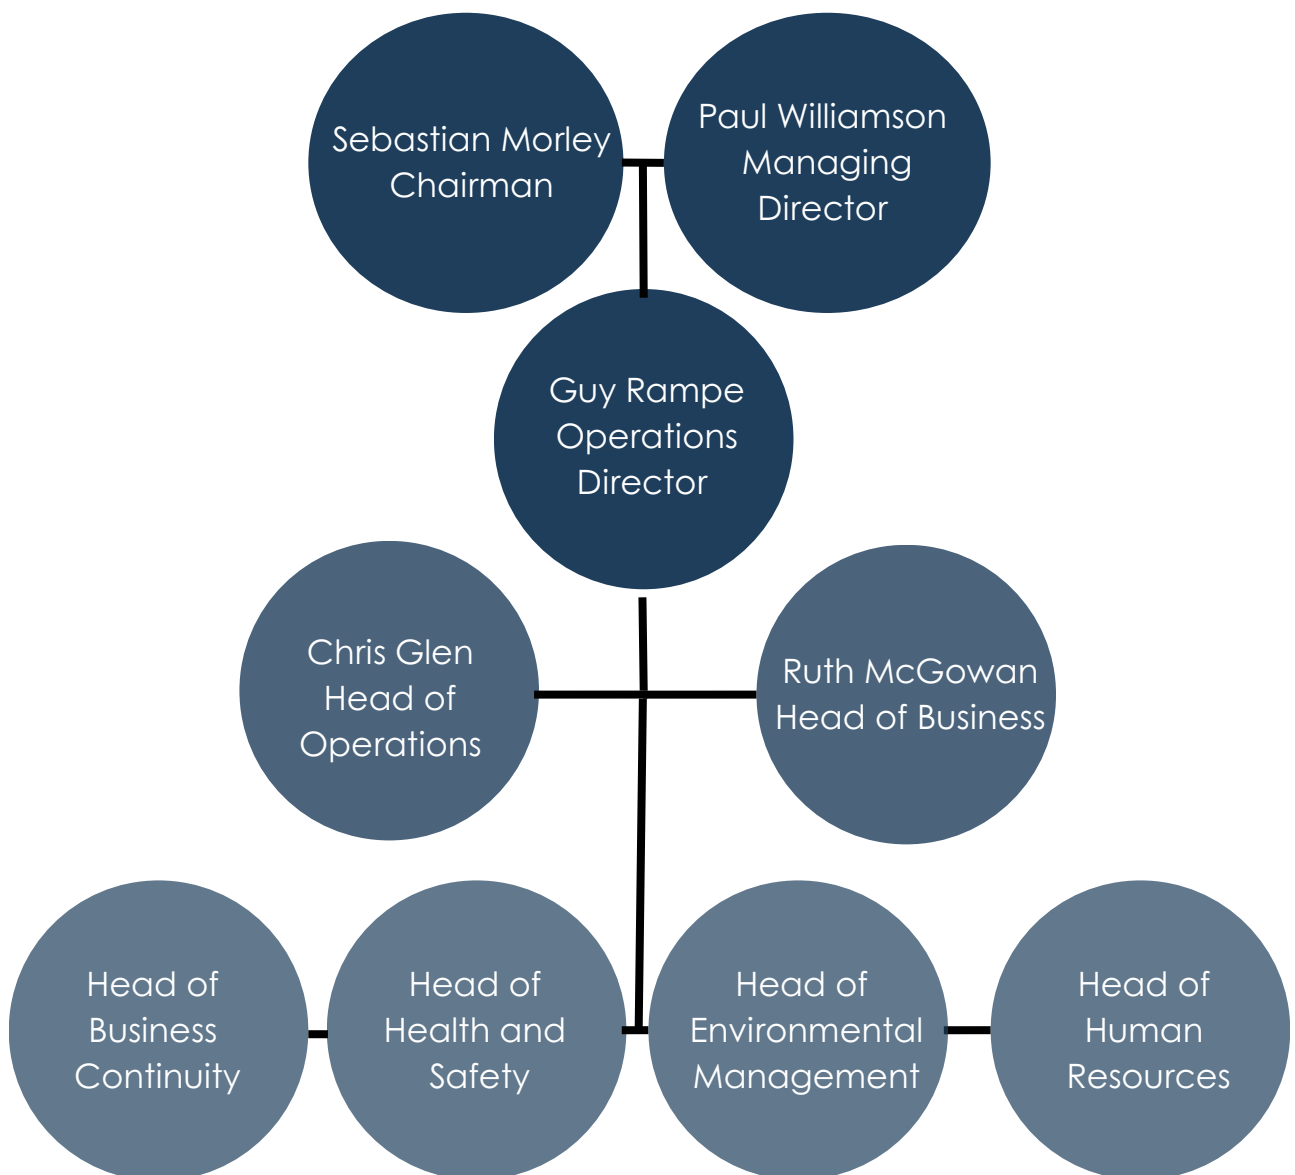 Sebastian Morley
Chairman
Paul Williamson
Managing
Director
Guy Rampe
Operations
Director
Chris Glen
Head of
Operations
Ruth McGowan
Head of Business
Head of
Business
Continuity
Head of
Health and
Safety
Head of
Environmental
Management
Head of
Human
Resources